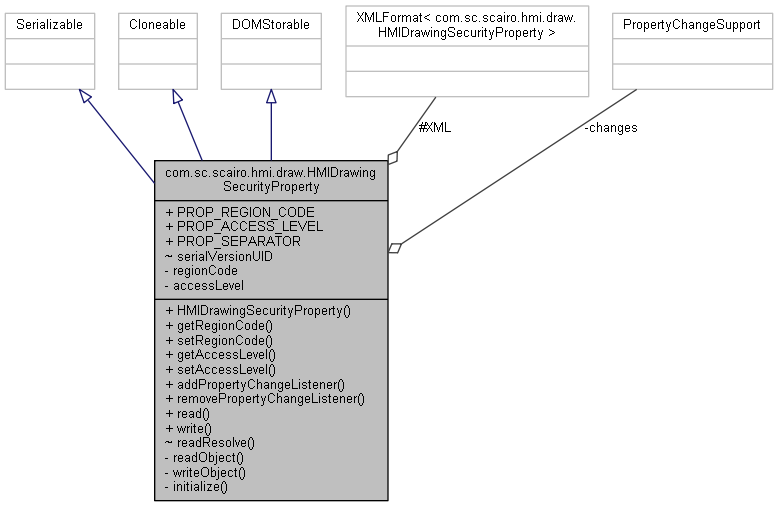 Serializable
Cloneable
DOMStorable
XMLFormat< com.sc.scairo.hmi.draw.
HMIDrawingSecurityProperty >
PropertyChangeSupport
#XML
-changes
com.sc.scairo.hmi.draw.HMIDrawing
SecurityProperty
+ PROP_REGION_CODE
+ PROP_ACCESS_LEVEL
+ PROP_SEPARATOR
~ serialVersionUID
- regionCode
- accessLevel
+ HMIDrawingSecurityProperty()
+ getRegionCode()
+ setRegionCode()
+ getAccessLevel()
+ setAccessLevel()
+ addPropertyChangeListener()
+ removePropertyChangeListener()
+ read()
+ write()
~ readResolve()
- readObject()
- writeObject()
- initialize()